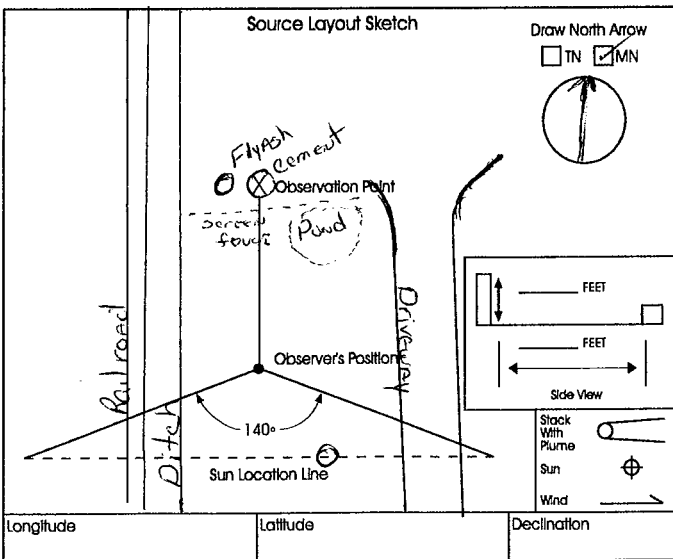 Source Layout Sketch
Draw North Arrow
TN MN
FlyAsh
Cement
Observation Point
Screen
Pond
Railroad
Ditch
Driveway
FEET
FEET
Side View
Observer's Position
140°
Sun Location Line
Stack
With
Plume
Sun
Wind
Longitude
Latitude
Declination